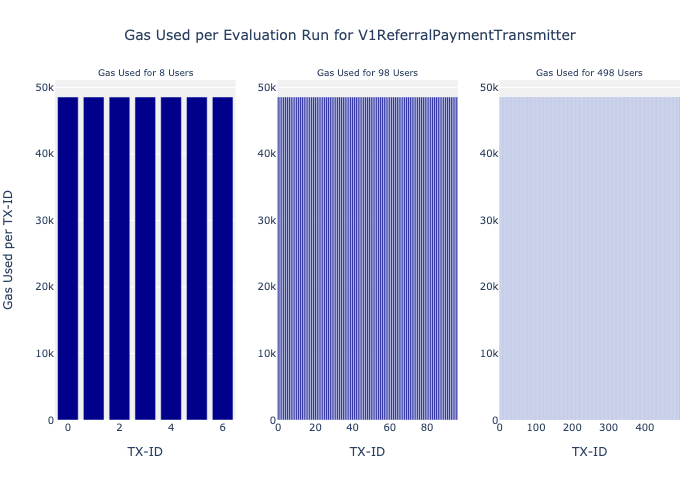 Gas Used per Evaluation Run for V1ReferralPaymentTransmitter
Gas Used for 8 Users
Gas Used for 98 Users
Gas Used for 498 Users
Gas Used per TX-ID
50k
40k
30k
20k
10k
0
0 2 4 6
TX-ID
50k
40k
30k
20k
10k
0
0 20 40 60 80
TX-ID
50k
40k
30k
20k
10k
0
0 100 200 300 400
TX-ID